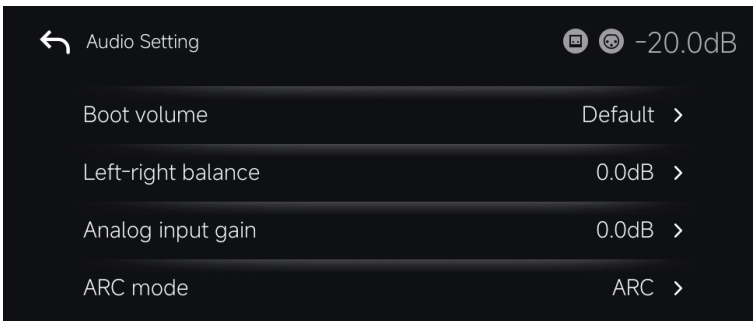 Audio Setting -20.0dB
Boot volume Default
Left-right balance 0.0dB
Analog input gain 0.0dB
ARC mode ARC